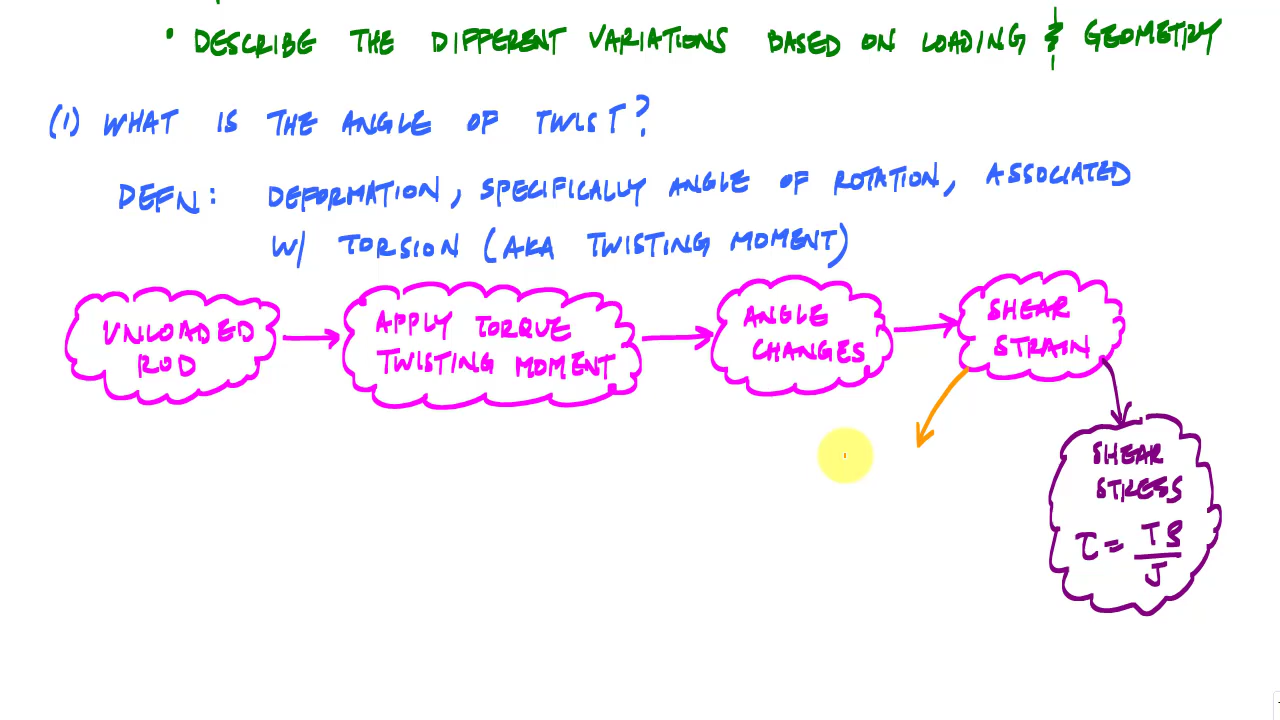 • DESCRIBE THE DIFFERENT VARIATIONS BASED ON LOADING & GEOMETRY
(1) WHAT IS THE ANGLE OF TWIST?
DEFN: DEFORMATION, SPECIFICALLY ANGLE OF ROTATION, ASSOCIATED
W/ TORSION (AKA TWISTING MOMENT)
UNLOADED
ROD
APPLY TORQUE
TWISTING MOMENT
ANGLE
CHANGES
SHEAR
STRAIN
SHEAR
STRESS
τ = Tρ/J